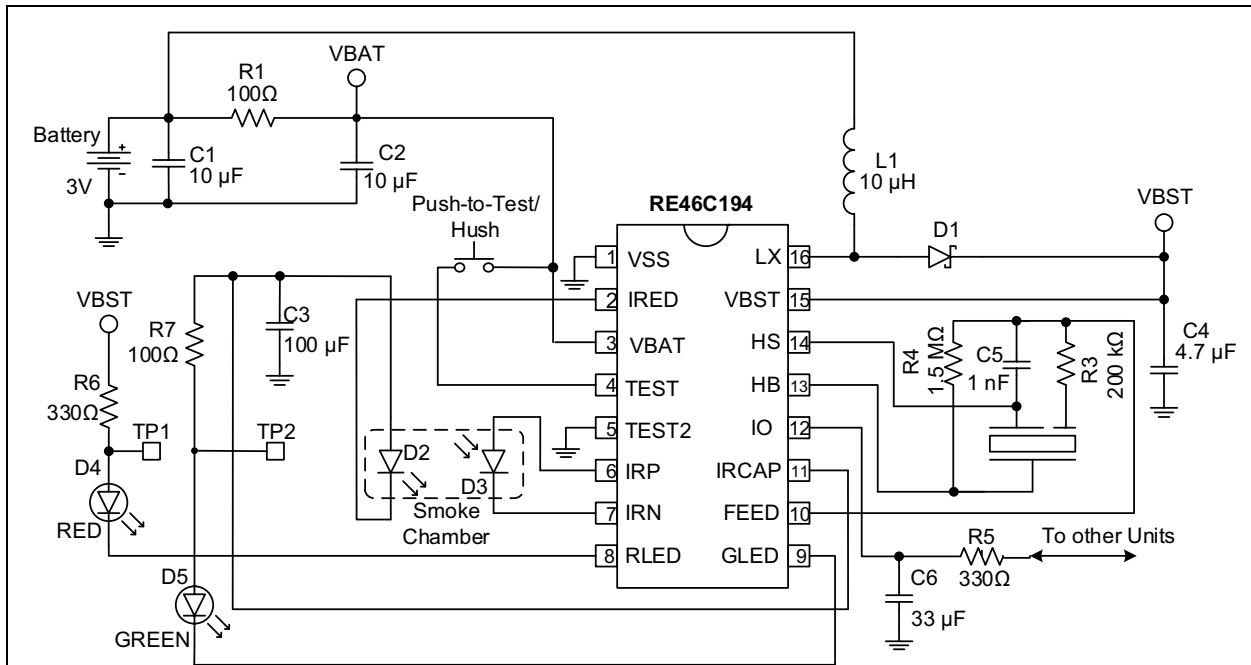 VBAT
R1
100Ω
Battery
+
-
3V
C1
10 µF
C2
10 µF
L1
10 µH
Push-to-Test/
Hush
RE46C194
D1
VBST
1 VSS
2 IRED
3 VBAT
4 TEST
5 TEST2
6 IRP
7 IRN
8 RLED
LX 16
VBST 15
HS 14
HB 13
IO 12
IRCAP 11
FEED 10
GLED 9
VBST
R7
100Ω
C3
100 µF
R6
330Ω
TP1
TP2
D4
RED
D2
D3
Smoke
Chamber
D5
GREEN
R4
1.5 MΩ
C5
1 nF
R3
200 kΩ
C4
4.7 µF
R5
330Ω
To other Units
C6
33 µF